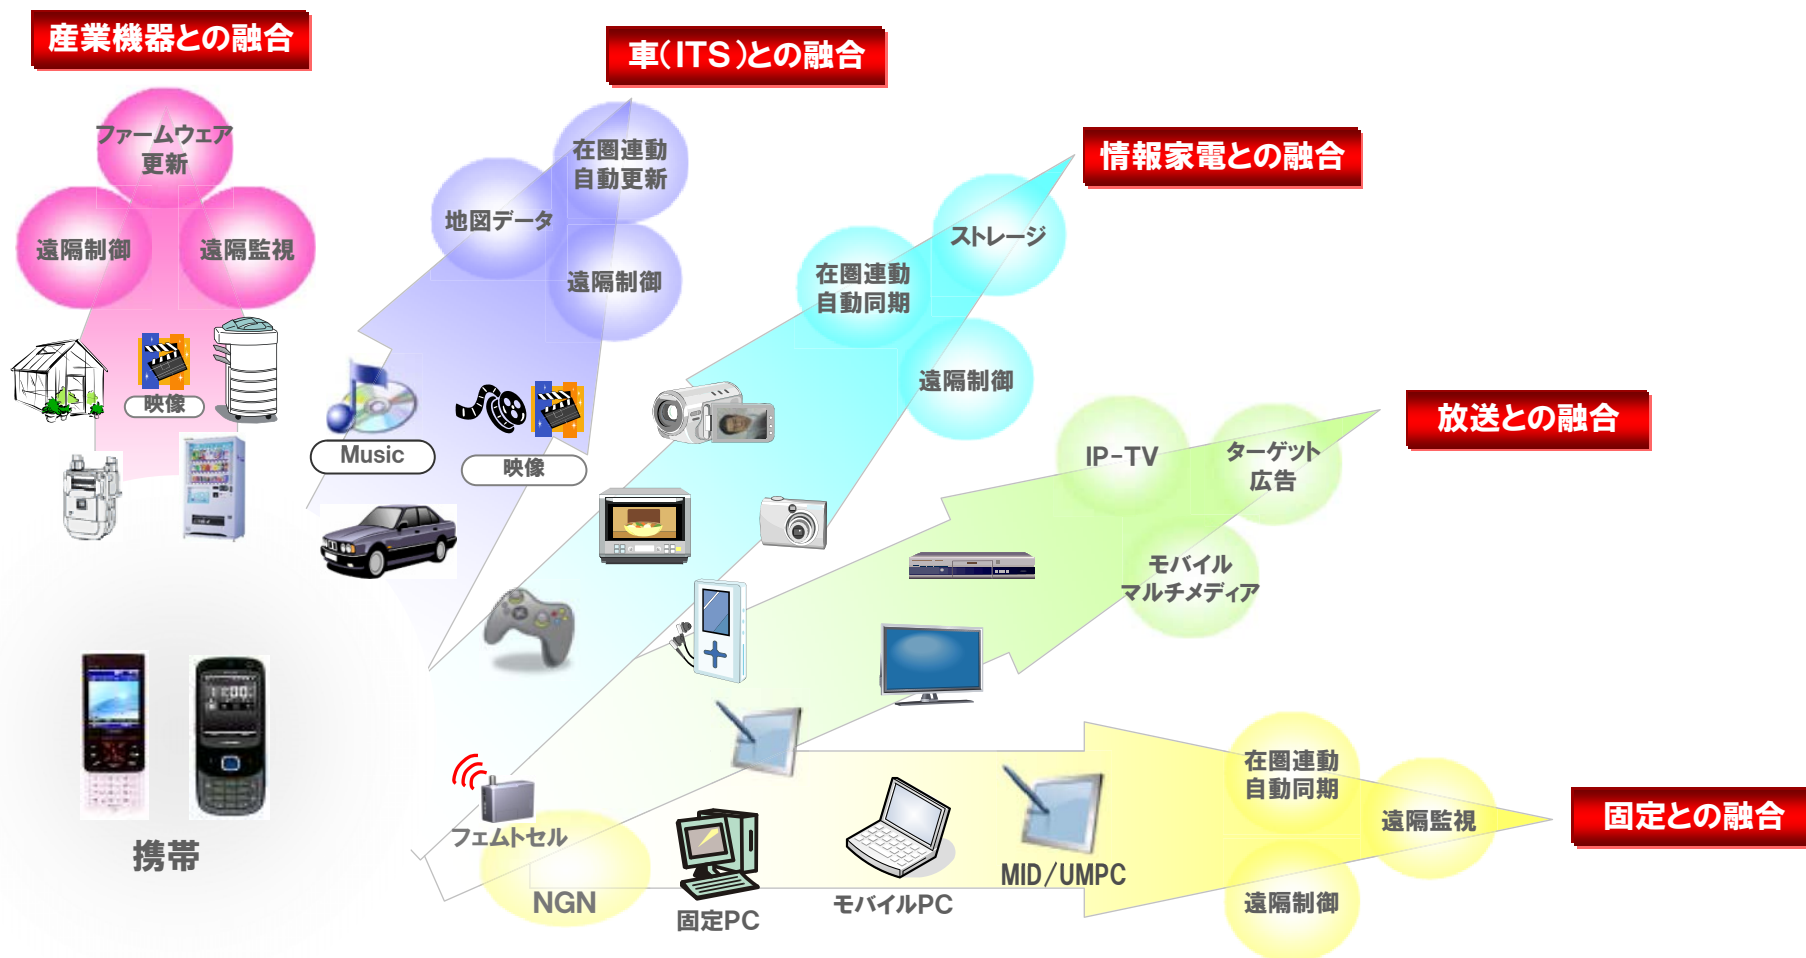 産業機器との融合
ファームウェア
更新
遠隔制御
遠隔監視
映像
車(ITS)との融合
在圏連動
自動更新
地図データ
遠隔制御
Music
映像
情報家電との融合
ストレージ
在圏連動
自動同期
遠隔制御
放送との融合
IP-TV
ターゲット
広告
モバイル
マルチメディア
固定との融合
在圏連動
自動同期
遠隔監視
遠隔制御
フェムトセル
NGN
固定PC
モバイルPC
MID/UMPC
携帯